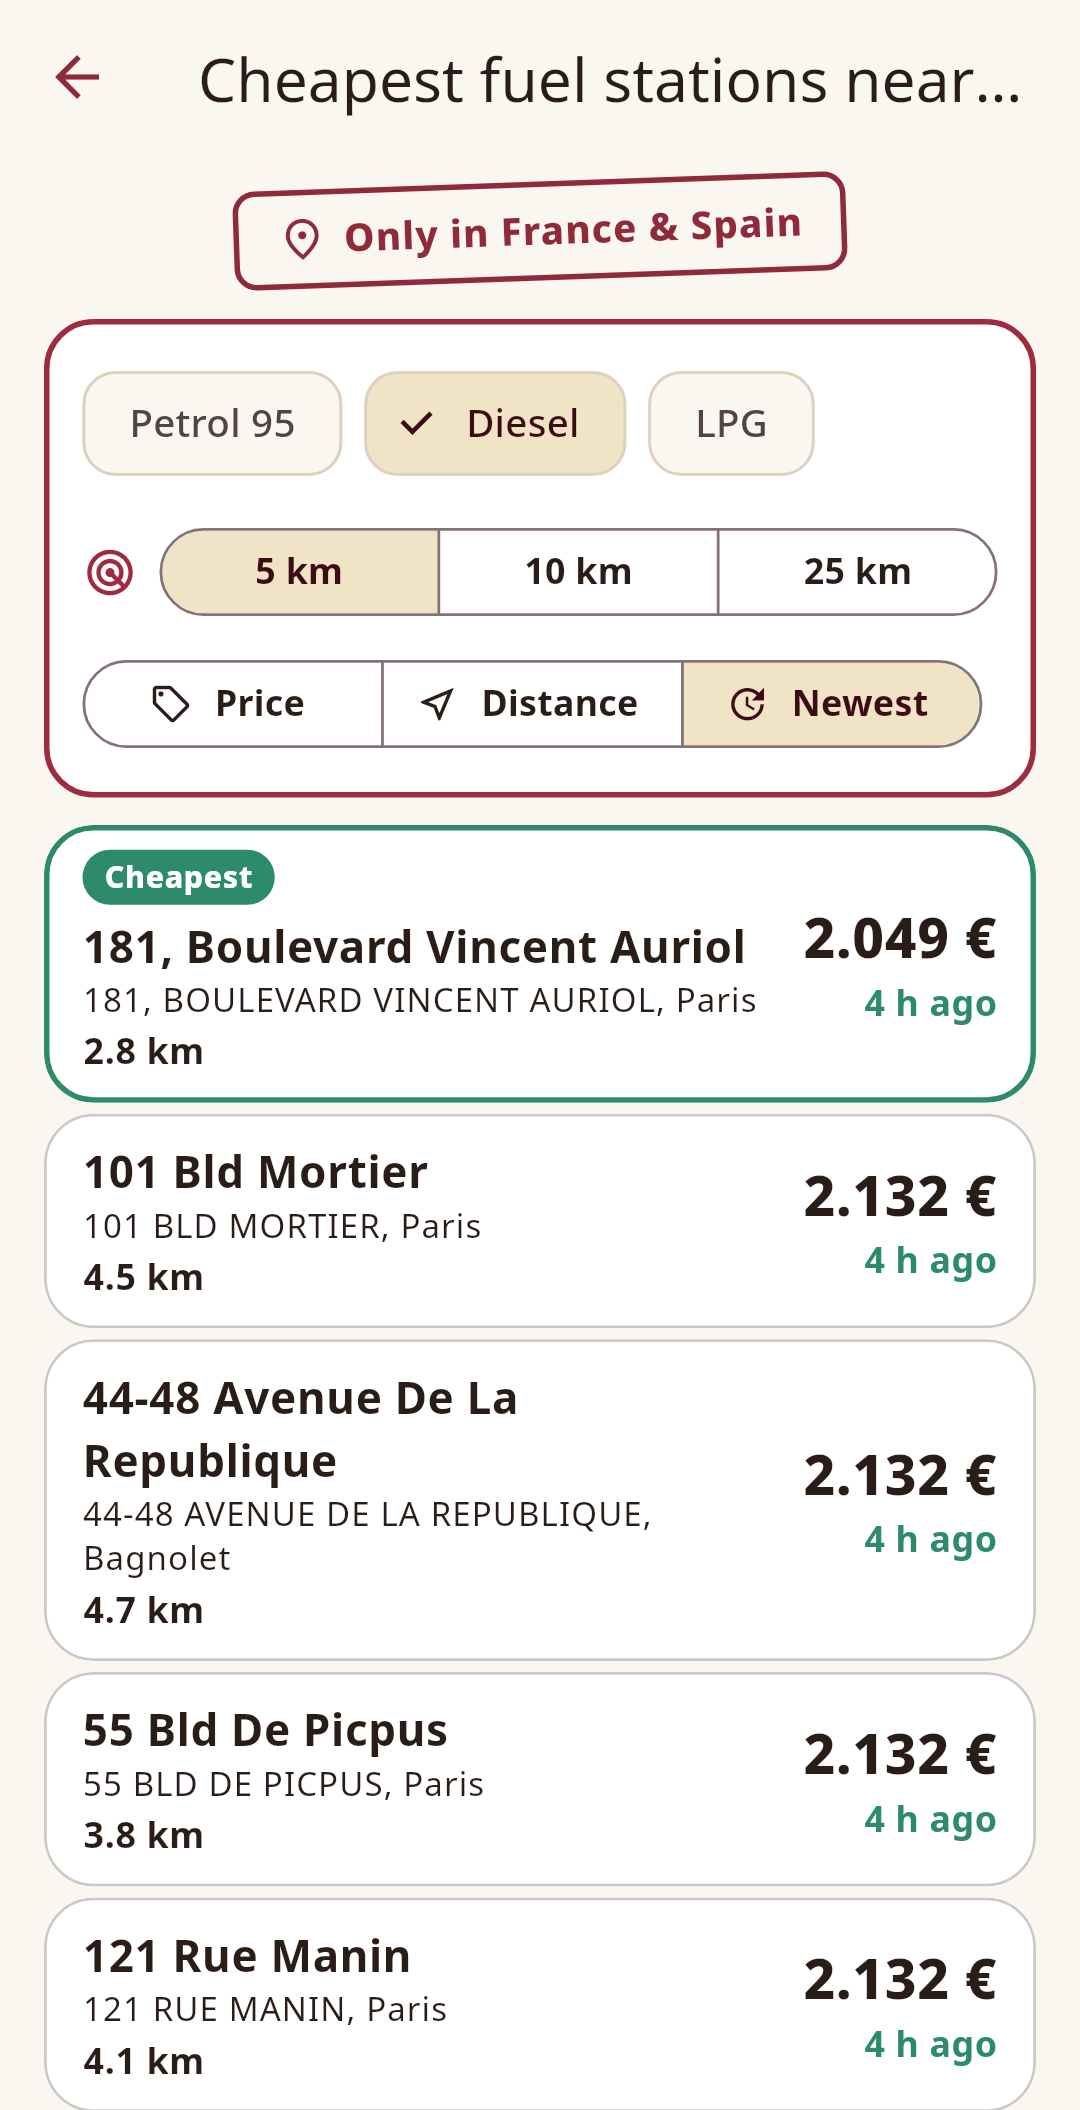 Cheapest fuel stations near...
Only in France & Spain
Petrol 95
Diesel
LPG
5 km
10 km
25 km
Price
Distance
Newest
Cheapest
181, Boulevard Vincent Auriol
181, BOULEVARD VINCENT AURIOL, Paris
2.8 km
2.049 €
4 h ago
101 Bld Mortier
101 BLD MORTIER, Paris
4.5 km
2.132 €
4 h ago
44-48 Avenue De La
Republique
44-48 AVENUE DE LA REPUBLIQUE,
Bagnolet
4.7 km
2.132 €
4 h ago
55 Bld De Picpus
55 BLD DE PICPUS, Paris
3.8 km
2.132 €
4 h ago
121 Rue Manin
121 RUE MANIN, Paris
4.1 km
2.132 €
4 h ago